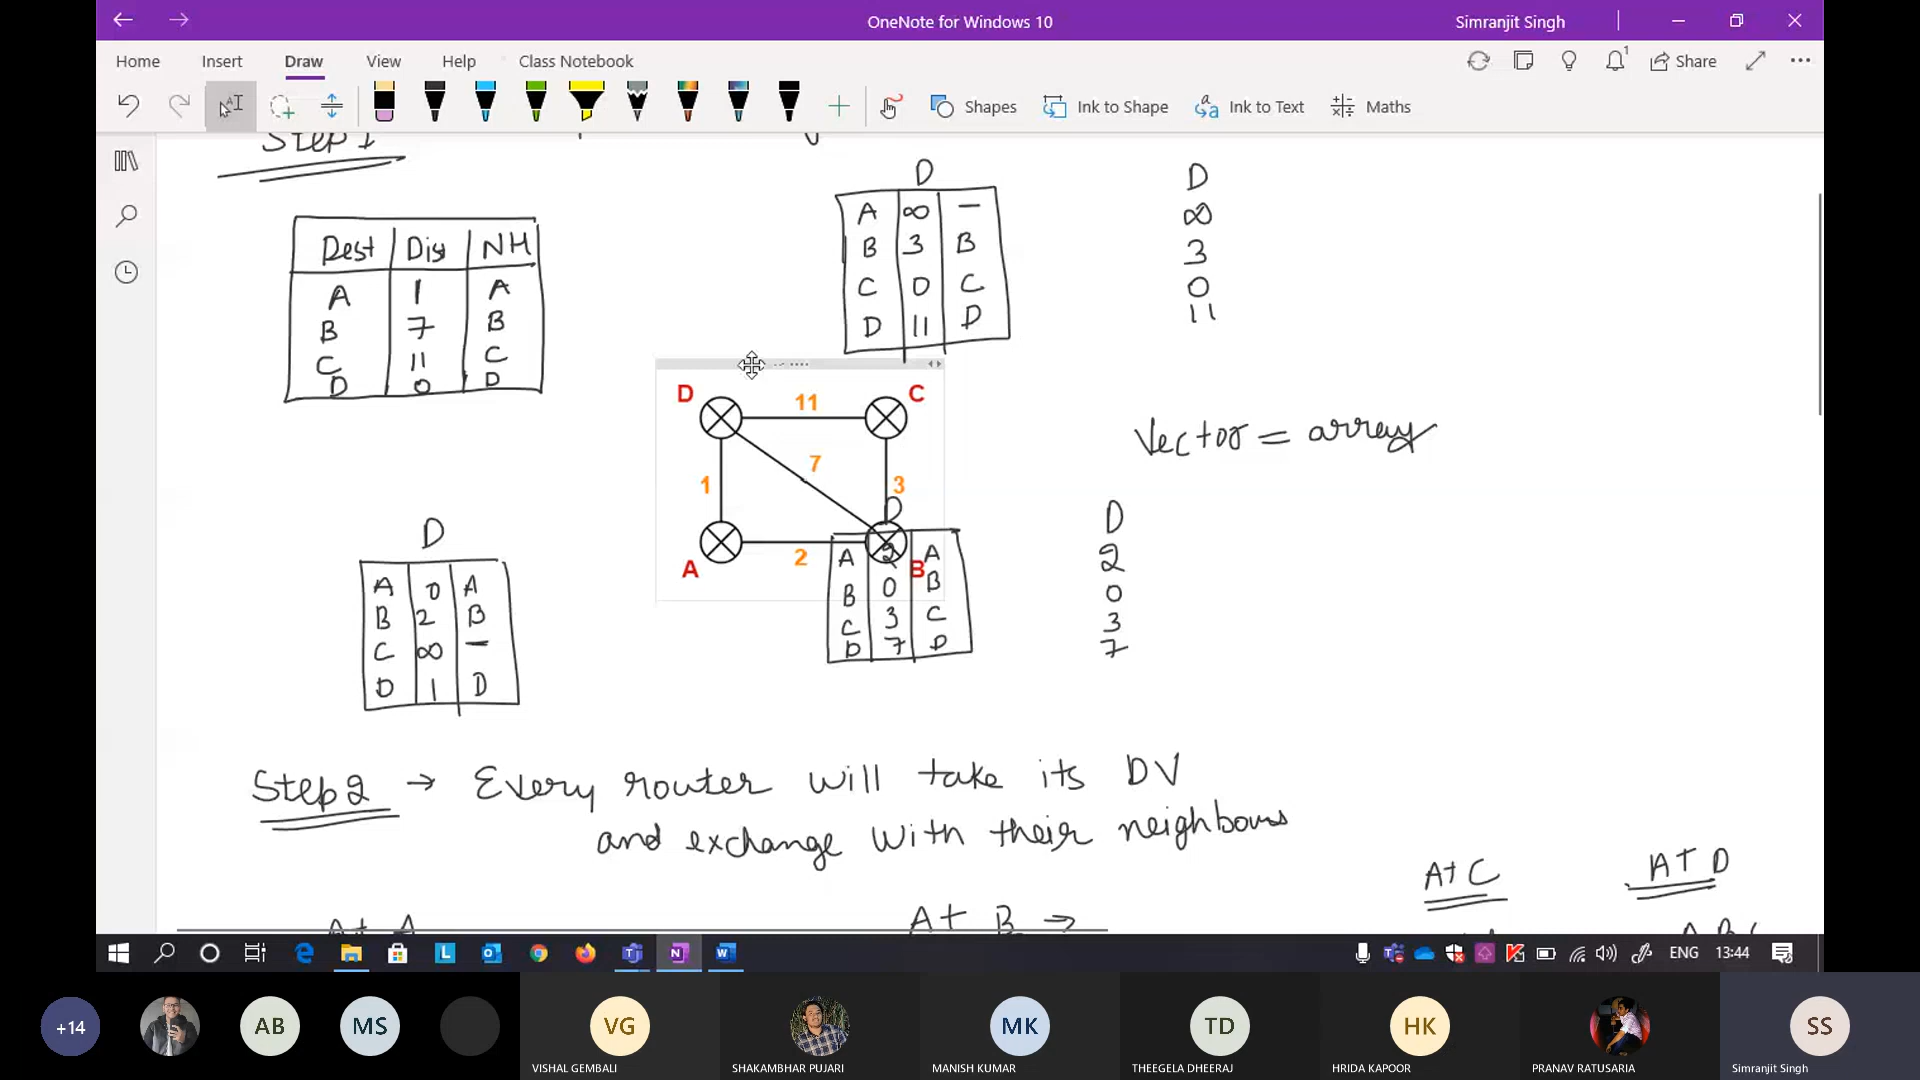 OneNote for Windows 10
Simranjit Singh
Home Insert Draw View Help Class Notebook
Share
Shapes Ink to Shape Ink to Text Maths
Step 1
Dest Dis NH
A 1 A
B 7 B
C 11 C
D 0 D
D
A ∞ —
B 3 B
C 0 C
D 11 D
D
∞
3
0
11
D 11 C
7
1 3
A 2 B
Vector = array
D
A 0 A
B 2 B
C ∞ —
D 1 D
D
A 2 A
B 0 B
C 3 C
D 7 D
D
2
0
3
7
Step 2 → Every router will take its DV
and exchange with their neighbours
At A
At B →
At C
At D
ENG 13:44
+14
AB
MS
VG
VISHAL GEMBALI
SHAKAMBHAR PUJARI
MK
MANISH KUMAR
TD
THEEGELA DHEERAJ
HK
HRIDA KAPOOR
PRANAV RATUSARIA
SS
Simranjit Singh